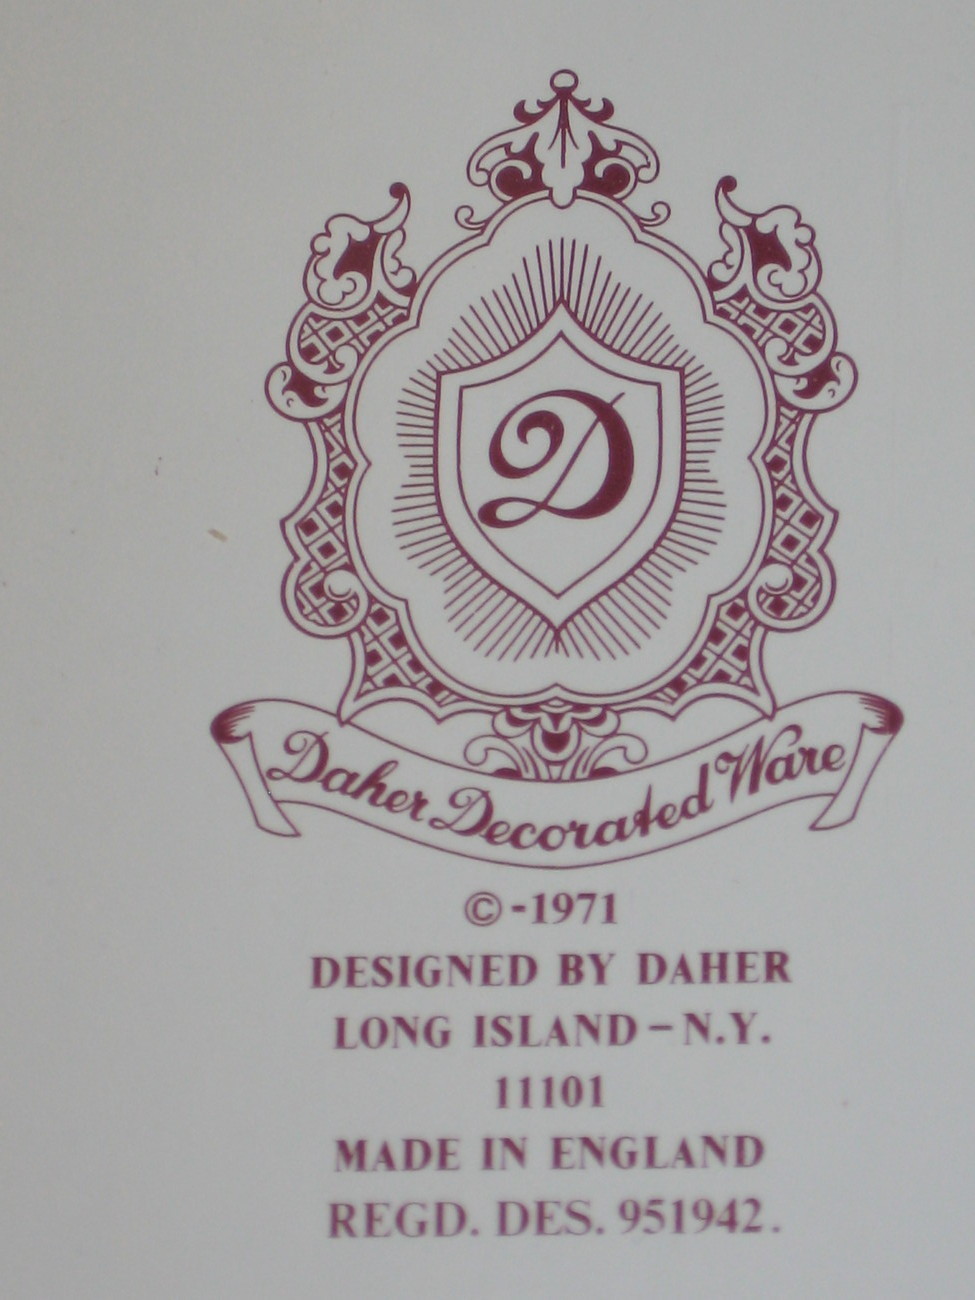 D
Daher Decorated Ware
©-1971
DESIGNED BY DAHER
LONG ISLAND – N.Y.
11101
MADE IN ENGLAND
REGD. DES. 951942.